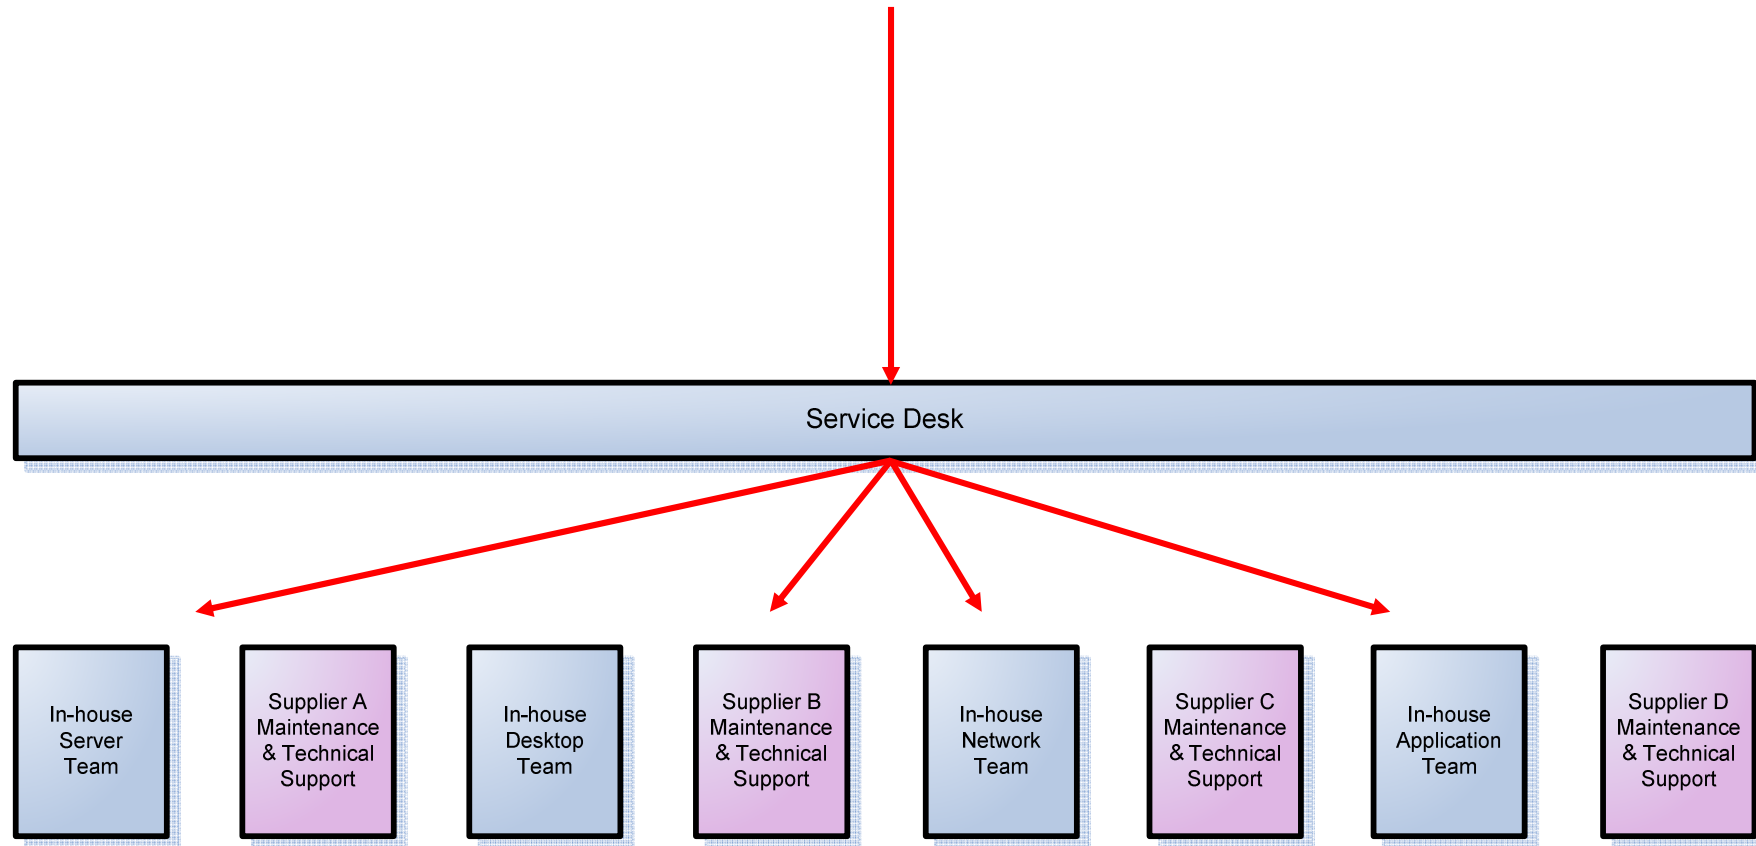 Service Desk
In-house
Server
Team
Supplier A
Maintenance
& Technical
Support
In-house
Desktop
Team
Supplier B
Maintenance
& Technical
Support
In-house
Network
Team
Supplier C
Maintenance
& Technical
Support
In-house
Application
Team
Supplier D
Maintenance
& Technical
Support